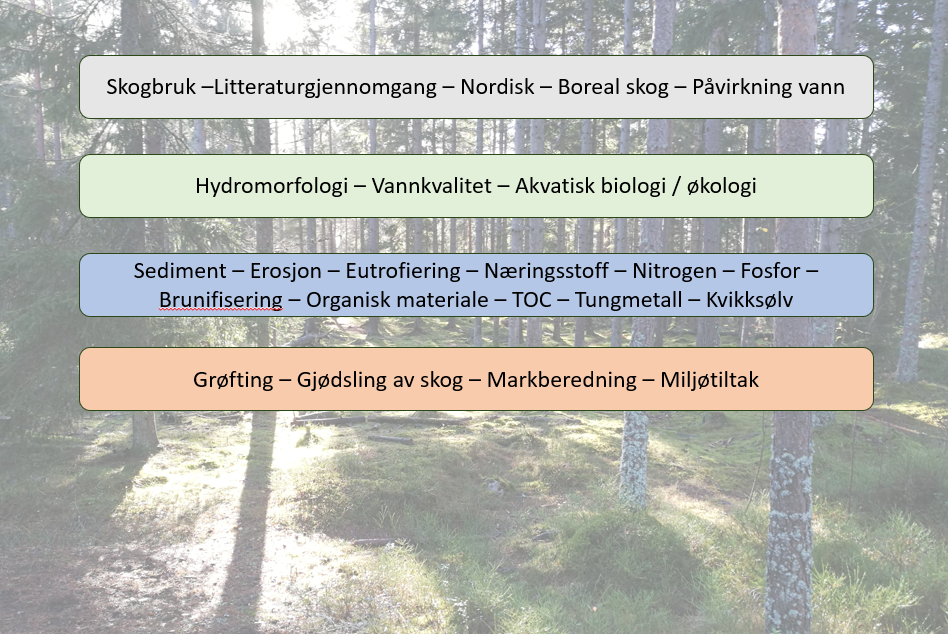 Skogbruk –Litteraturgjennomgang – Nordisk – Boreal skog – Påvirkning vann
Hydromorfologi – Vannkvalitet – Akvatisk biologi / økologi
Sediment – Erosjon – Eutrofiering – Næringsstoff – Nitrogen – Fosfor –
Brunifisering – Organisk materiale – TOC – Tungmetall – Kvikksølv
Grøfting – Gjødsling av skog – Markberedning – Miljøtiltak